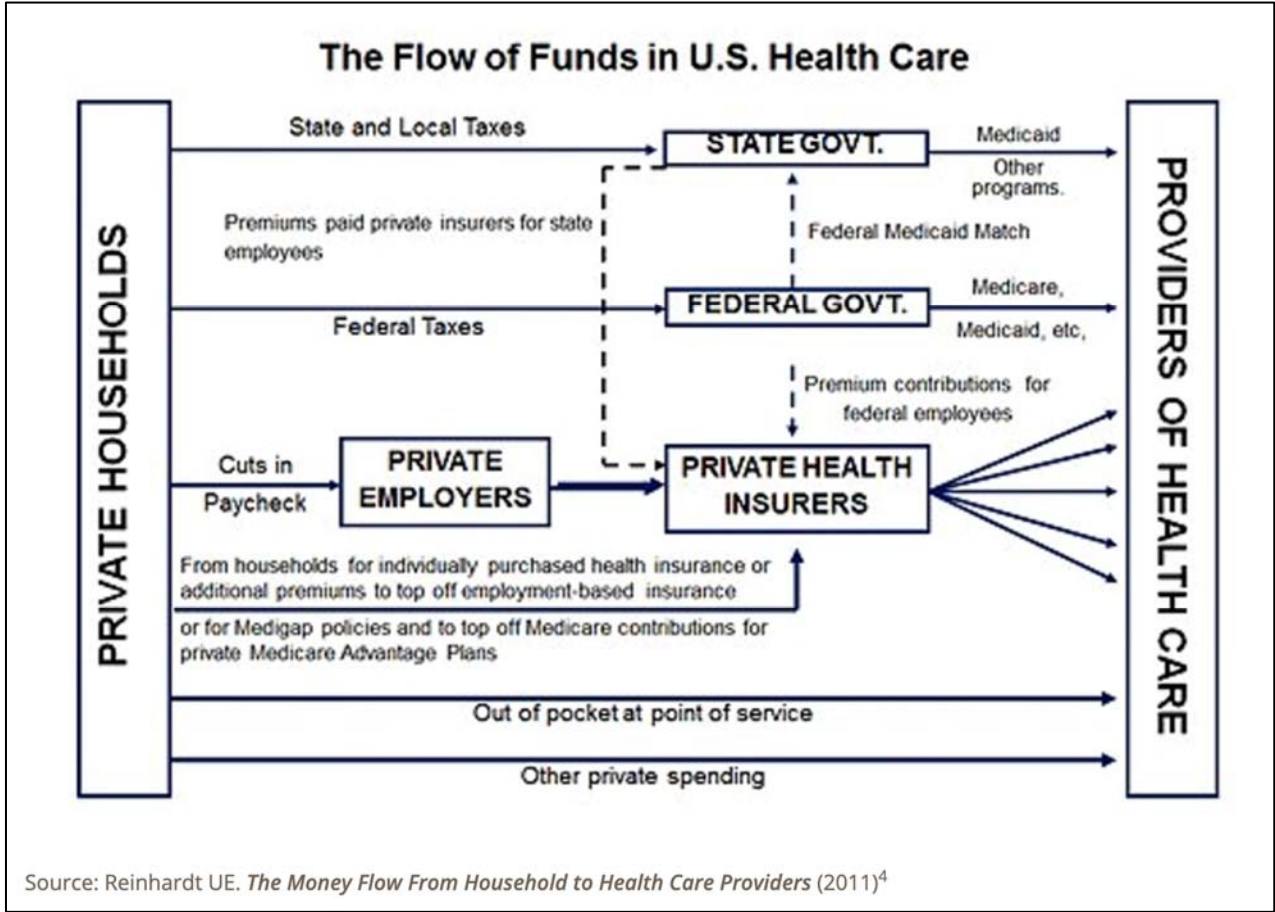 The Flow of Funds in U.S. Health Care
PRIVATE HOUSEHOLDS
State and Local Taxes
STATE GOVT.
Medicaid
Other
programs.
Premiums paid private insurers for state
employees
Federal Medicaid Match
Federal Taxes
FEDERAL GOVT.
Medicare,
Medicaid, etc,
Premium contributions for
federal employees
Cuts in
Paycheck
PRIVATE
EMPLOYERS
PRIVATE HEALTH
INSURERS
From households for individually purchased health insurance or
additional premiums to top off employment-based insurance
or for Medigap policies and to top off Medicare contributions for
private Medicare Advantage Plans
Out of pocket at point of service
Other private spending
PROVIDERS OF HEALTH CARE
Source: Reinhardt UE. The Money Flow From Household to Health Care Providers (2011)4